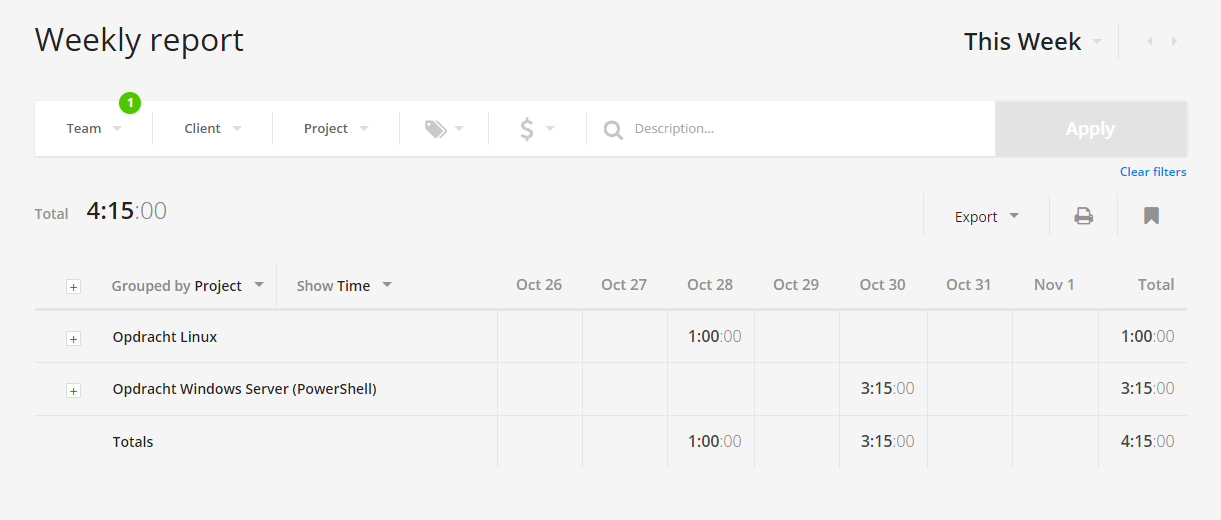 Weekly report This Week
1
Team Client Project $ Description... Apply
Clear filters
Total 4:15:00 Export
+ Grouped by Project Show Time Oct 26 Oct 27 Oct 28 Oct 29 Oct 30 Oct 31 Nov 1 Total
+ Opdracht Linux 1:00:00 1:00:00
+ Opdracht Windows Server (PowerShell) 3:15:00 3:15:00
Totals 1:00:00 3:15:00 4:15:00